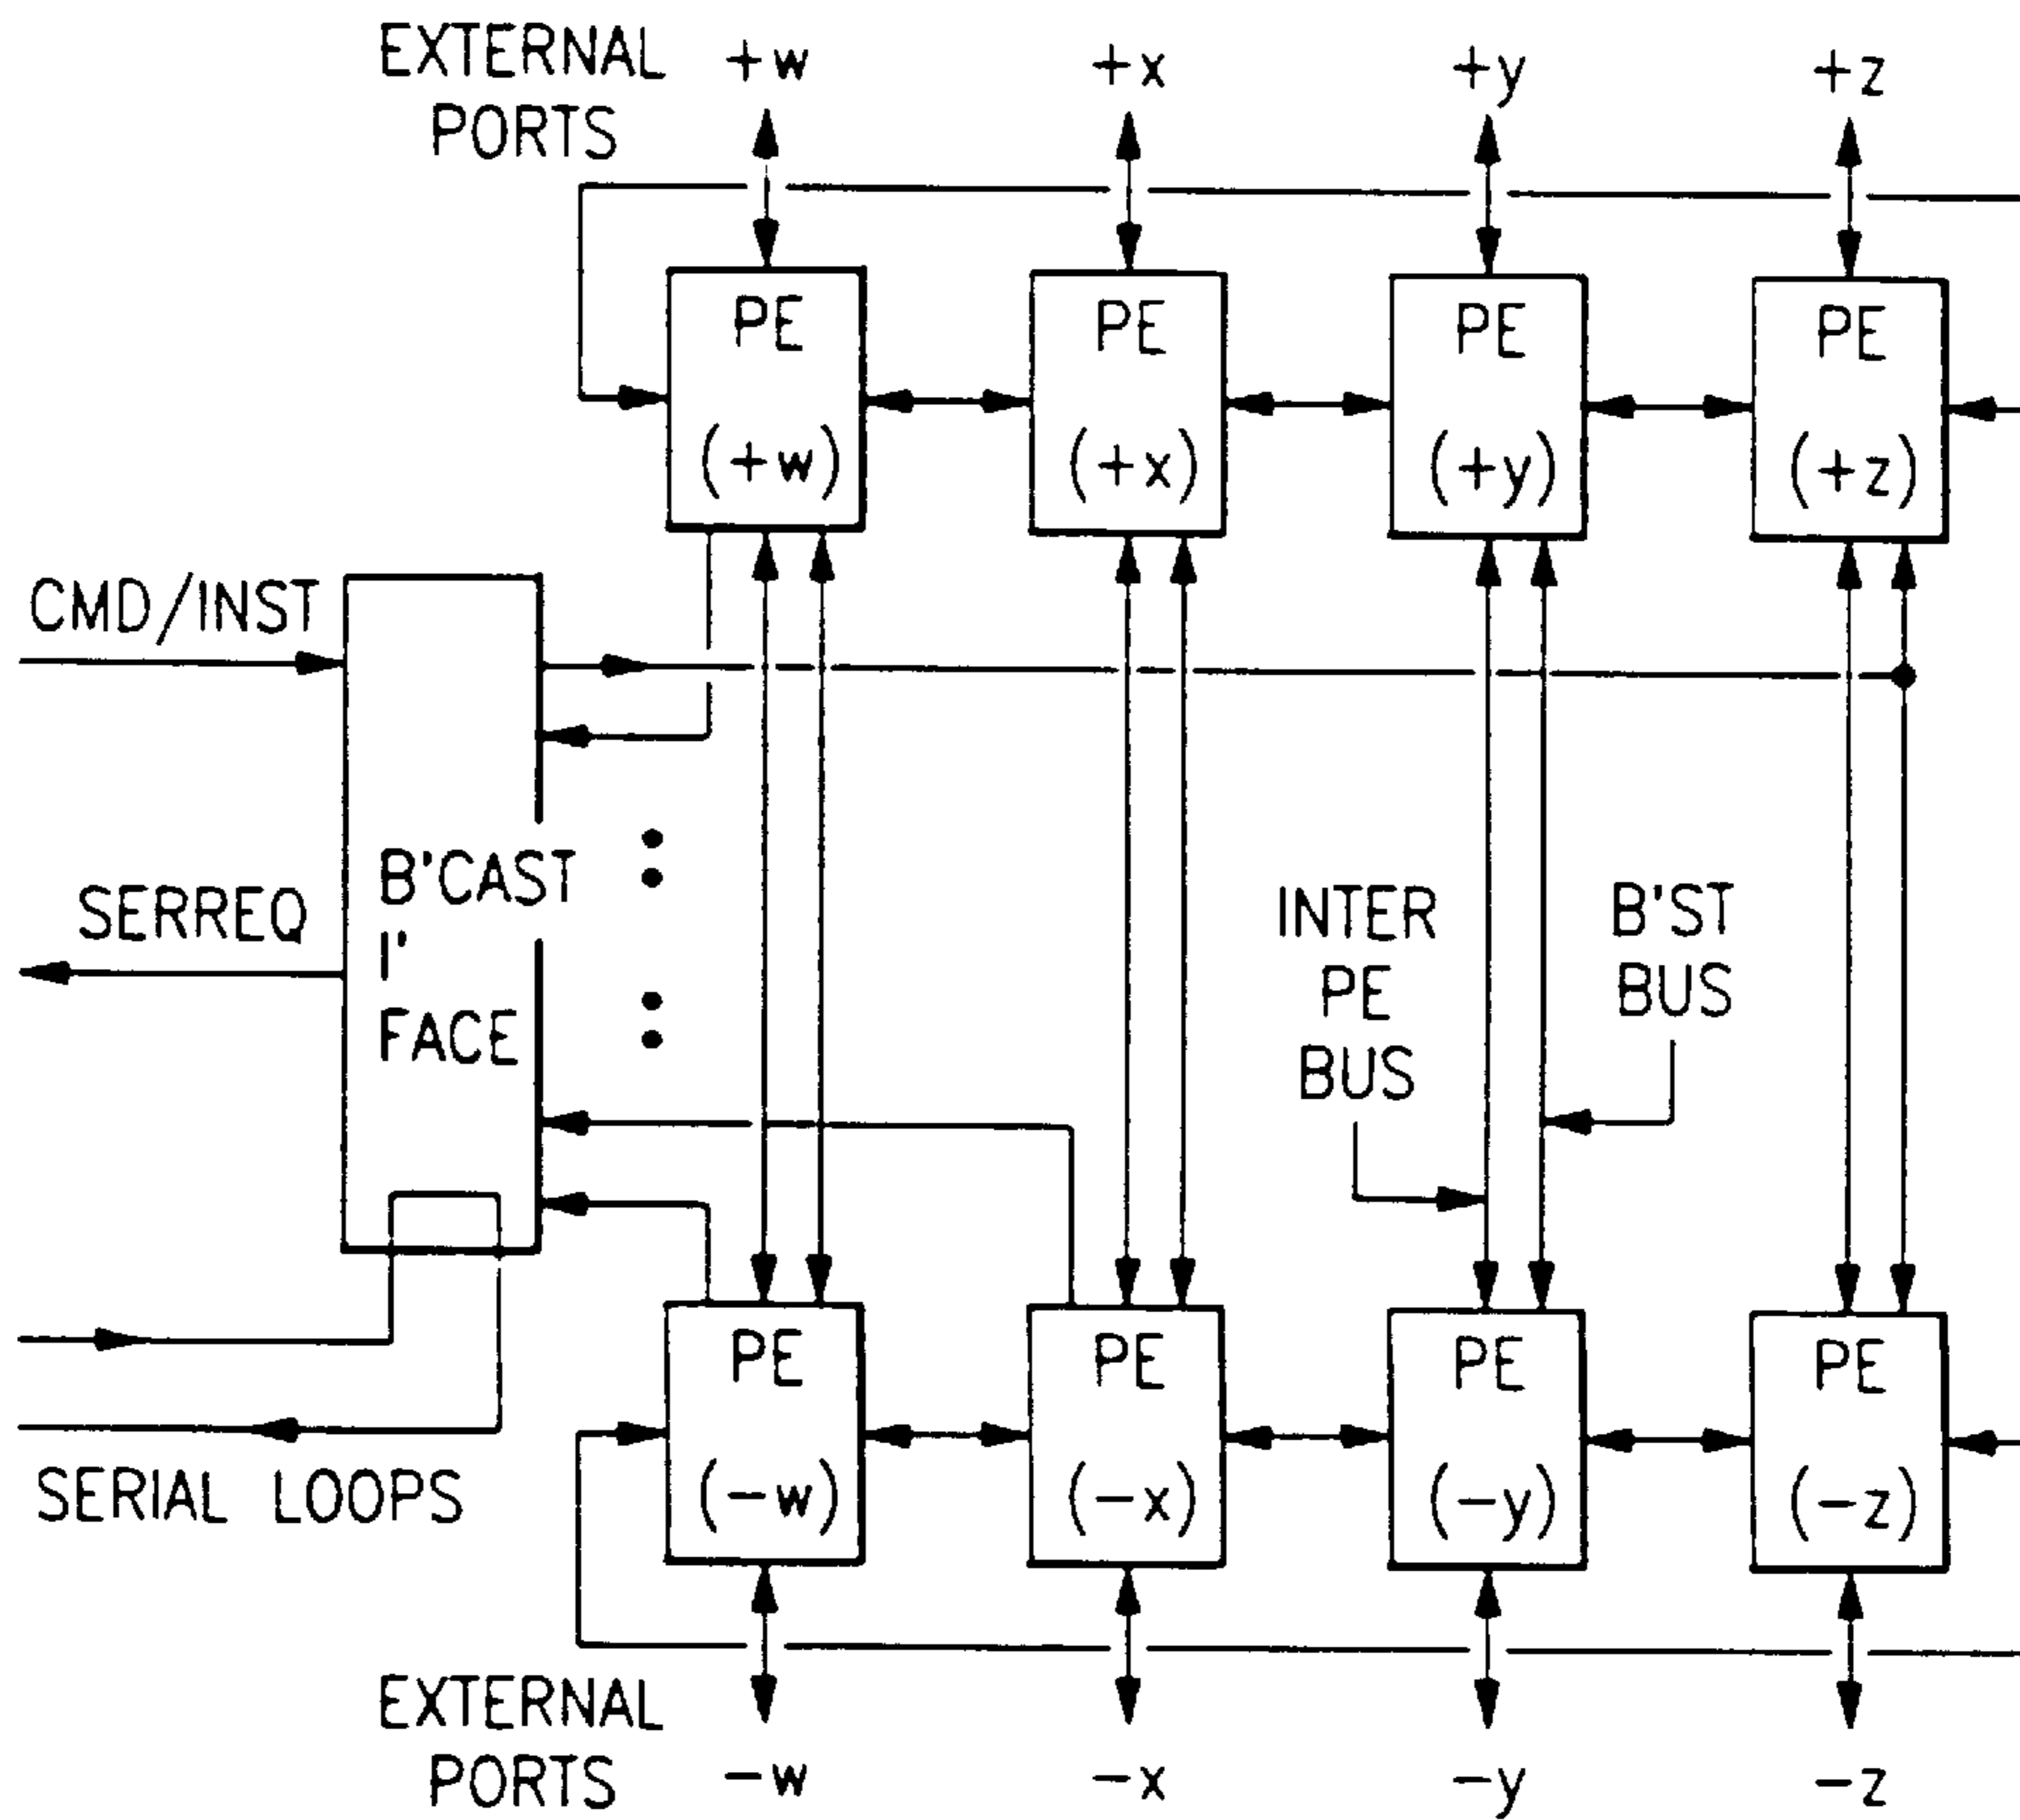 EXTERNAL
PORTS
+w
+x
+y
+z
PE
(+w)
PE
(+x)
PE
(+y)
PE
(+z)
CMD/INST
B'CAST
I'
FACE
SERREQ
INTER
PE
BUS
B'ST
BUS
SERIAL LOOPS
PE
(-w)
PE
(-x)
PE
(-y)
PE
(-z)
EXTERNAL
PORTS
-w
-x
-y
-z